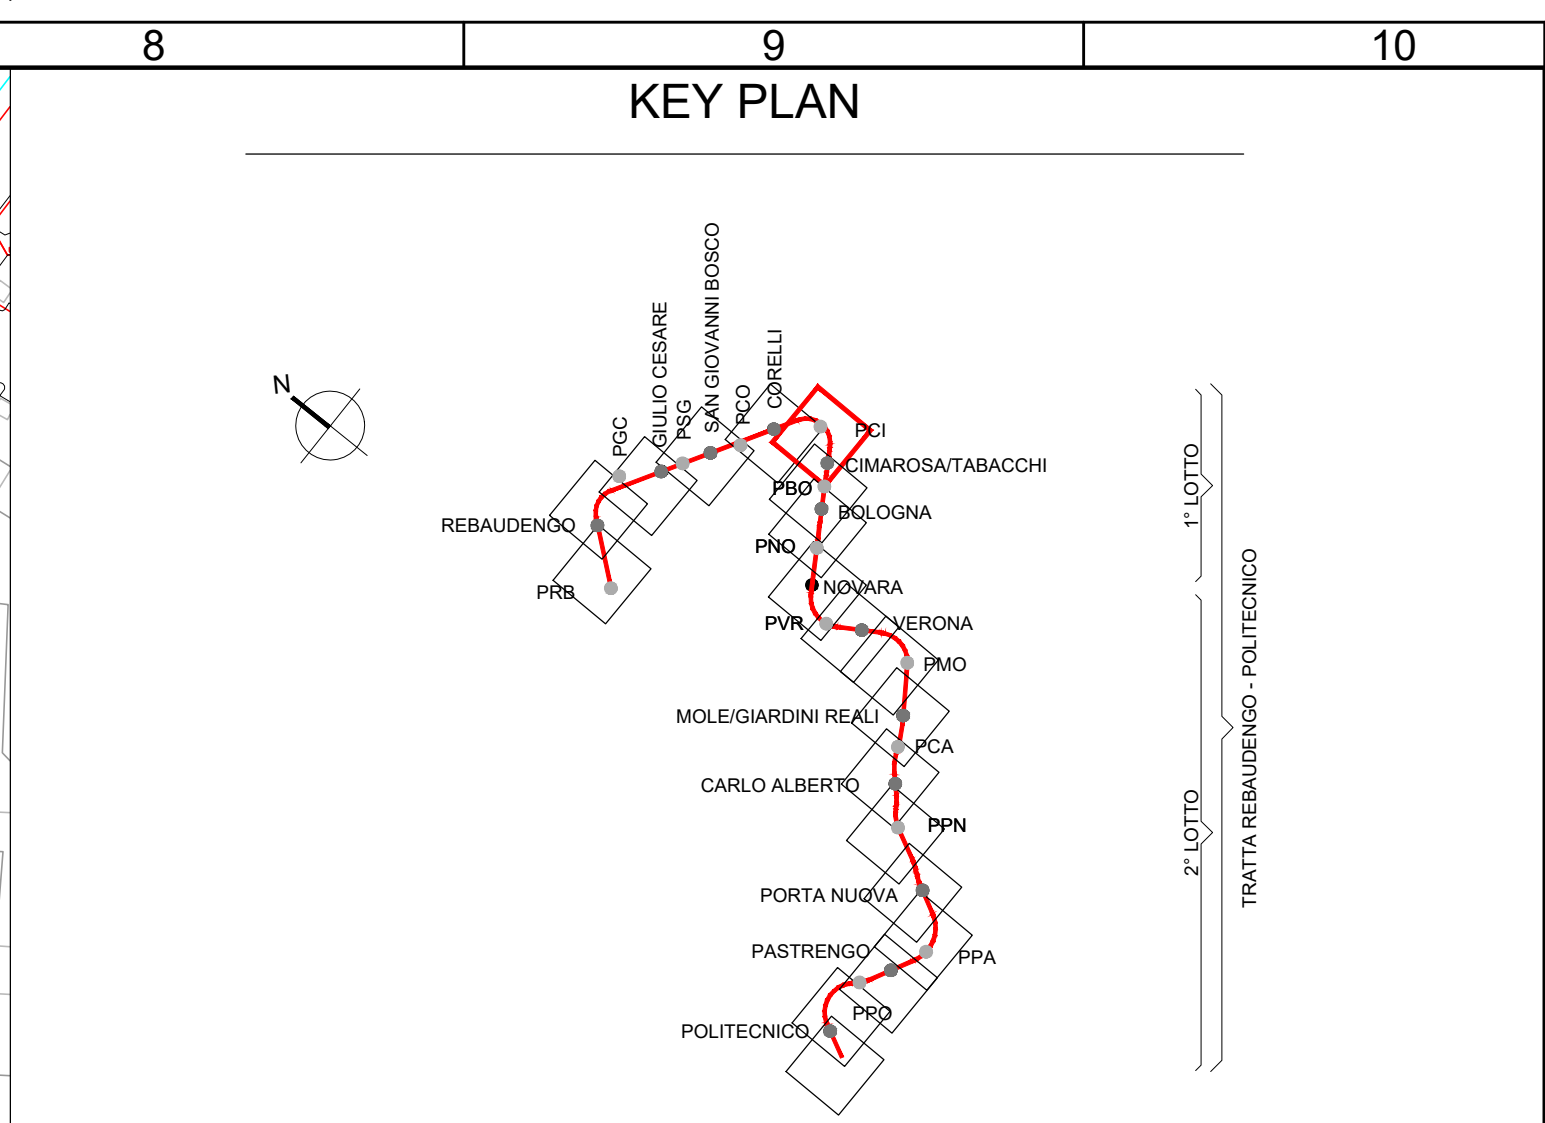 8
9
10
KEY PLAN
N
PGC
GIULIO CESARE
PSG
SAN GIOVANNI BOSCO
PCO
CORELLI
PCI
CIMAROSA/TABACCHI
PBO
BOLOGNA
REBAUDENGO
PNO
PRB
NOVARA
PVR
VERONA
PMO
MOLE/GIARDINI REALI
PCA
CARLO ALBERTO
PPN
PORTA NUOVA
PASTRENGO
PPA
PPO
POLITECNICO
1° LOTTO
2° LOTTO
TRATTA REBAUDENGO - POLITECNICO